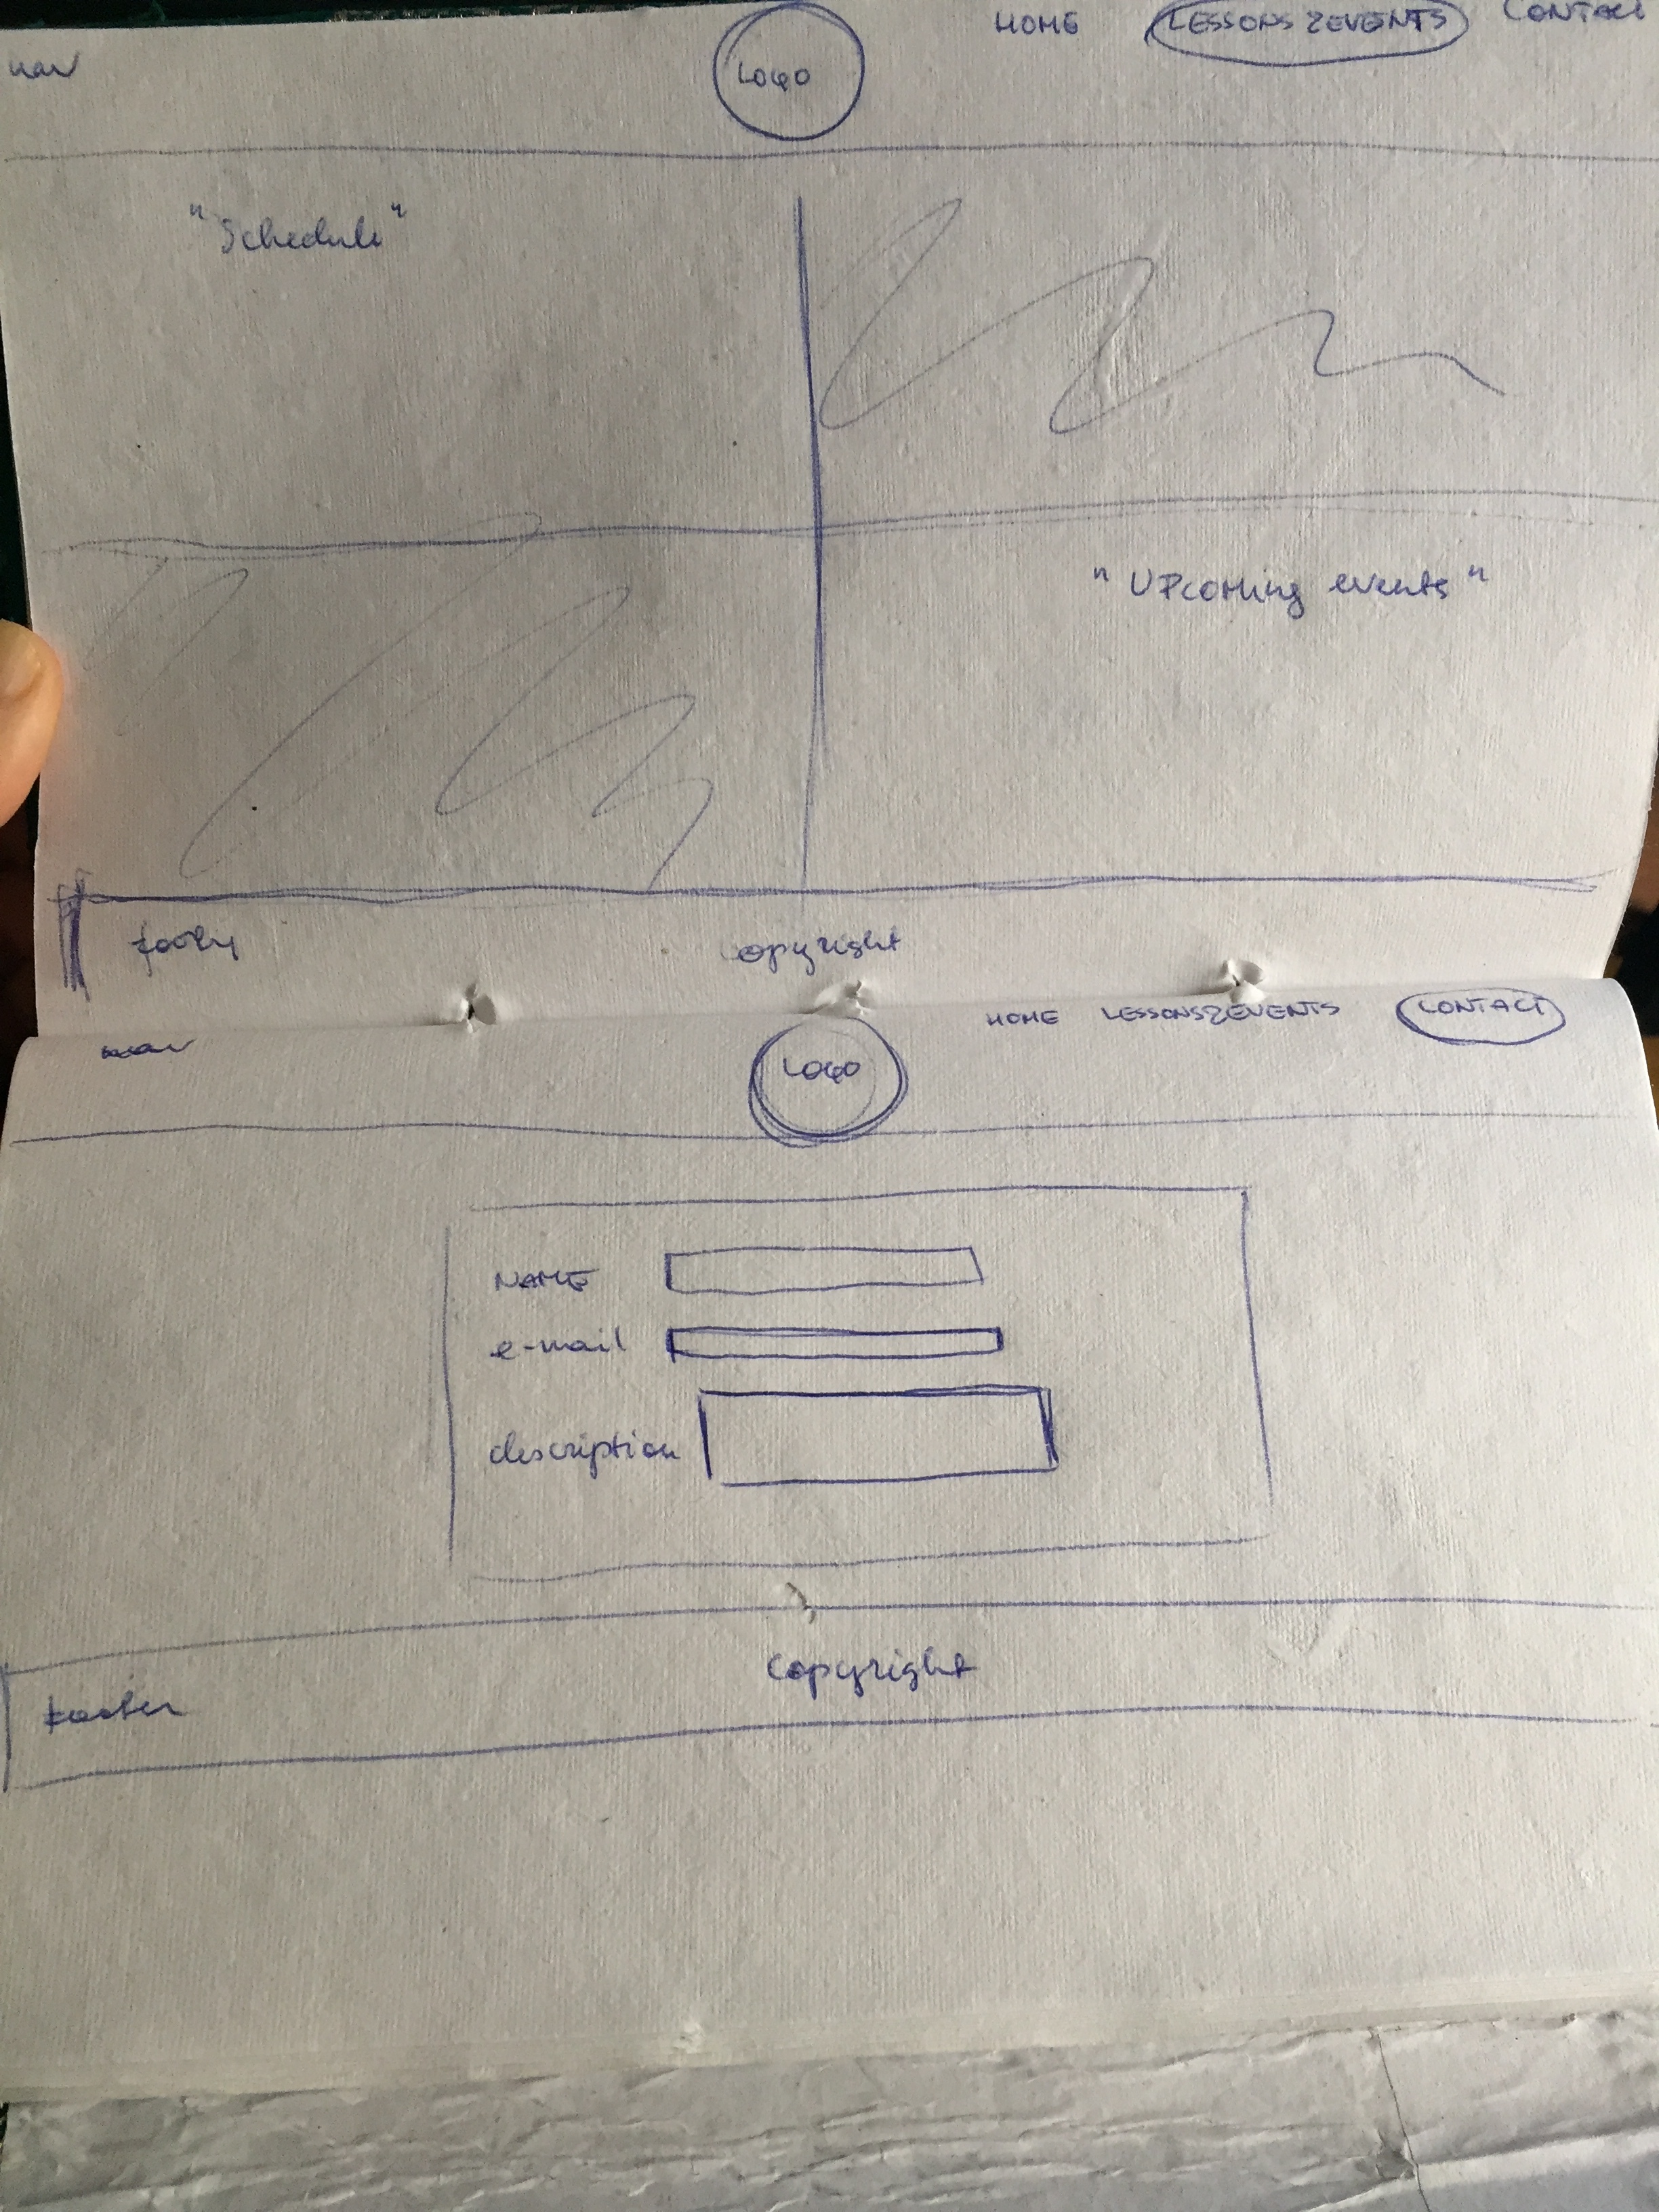 nav
LOGO
HOME LESSONS&EVENTS CONTACT
"Schedule"
"Upcoming events"
footer copyright
nav
LOGO
HOME LESSONS&EVENTS CONTACT
NAME
e-mail
description
copyright
footer